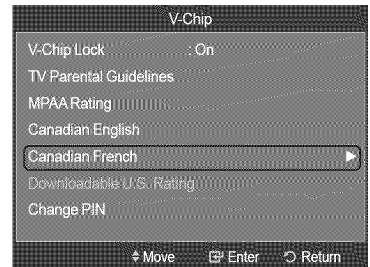 V-Chip
V-Chip Lock : On
TV Parental Guidelines
MPAA Rating
Canadian English
Canadian French
Downloadable U.S. Rating
Change PIN
Move Enter Return